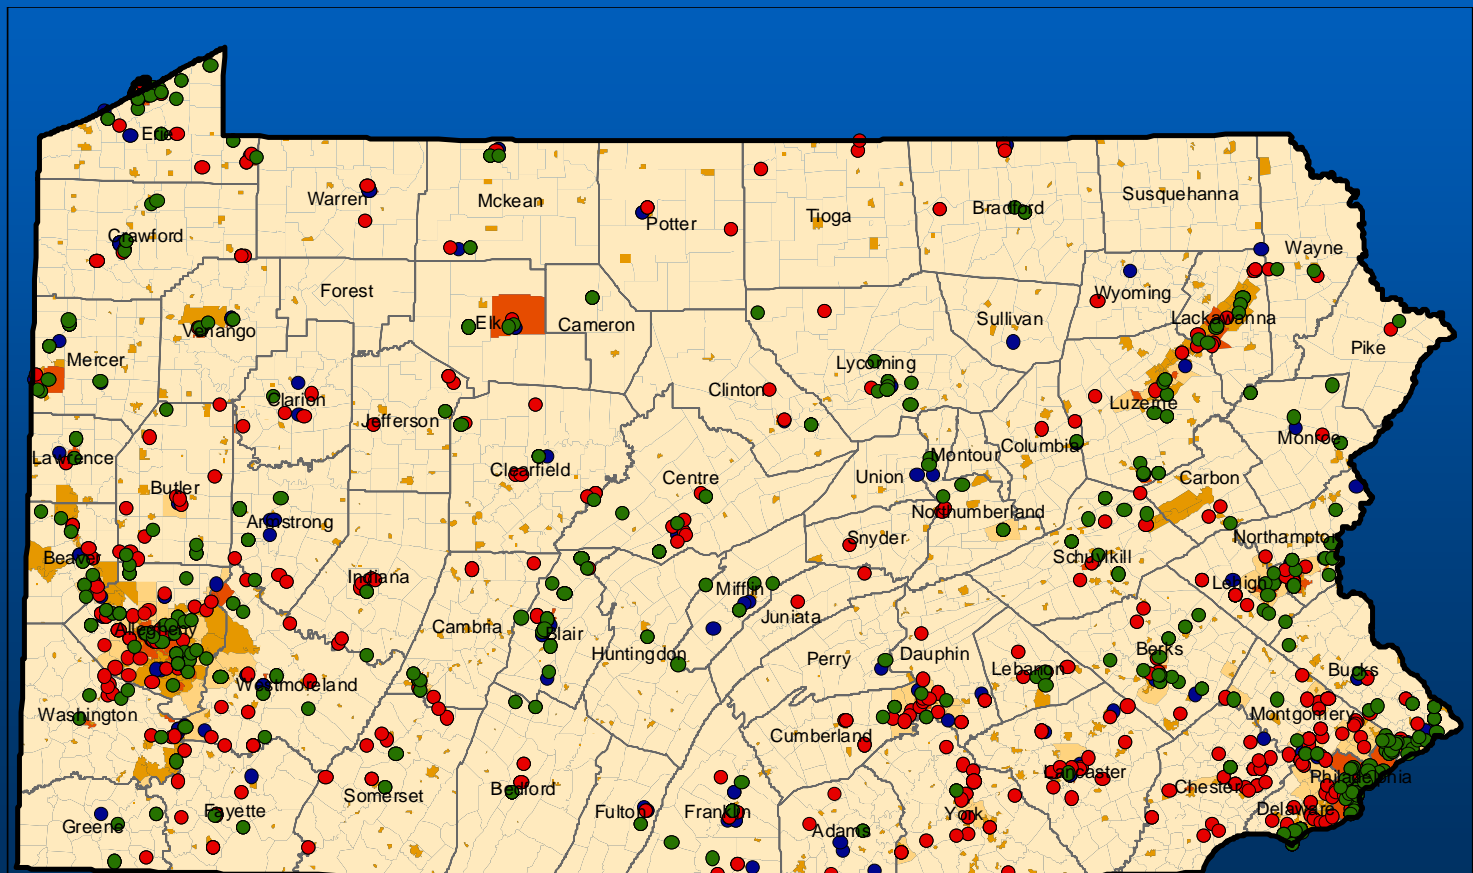 Erie
Warren
Mckean
Potter
Tioga
Bradford
Susquehanna
Crawford
Wayne
Forest
Wyoming
Venango
Elk
Cameron
Sullivan
Lackawanna
Mercer
Pike
Lycoming
Clinton
Clarion
Jefferson
Luzerne
Monroe
Columbia
Lawrence
Montour
Clearfield
Centre
Union
Carbon
Butler
Armstrong
Northumberland
Snyder
Northampton
Beaver
Schuylkill
Indiana
Mifflin
Lehigh
Juniata
Allegheny
Cambria
Blair
Huntingdon
Perry
Dauphin
Berks
Lebanon
Bucks
Westmoreland
Washington
Montgomery
Cumberland
Lancaster
Philadelphia
Chester
Bedford
Somerset
Fayette
Fulton
Franklin
York
Delaware
Greene
Adams